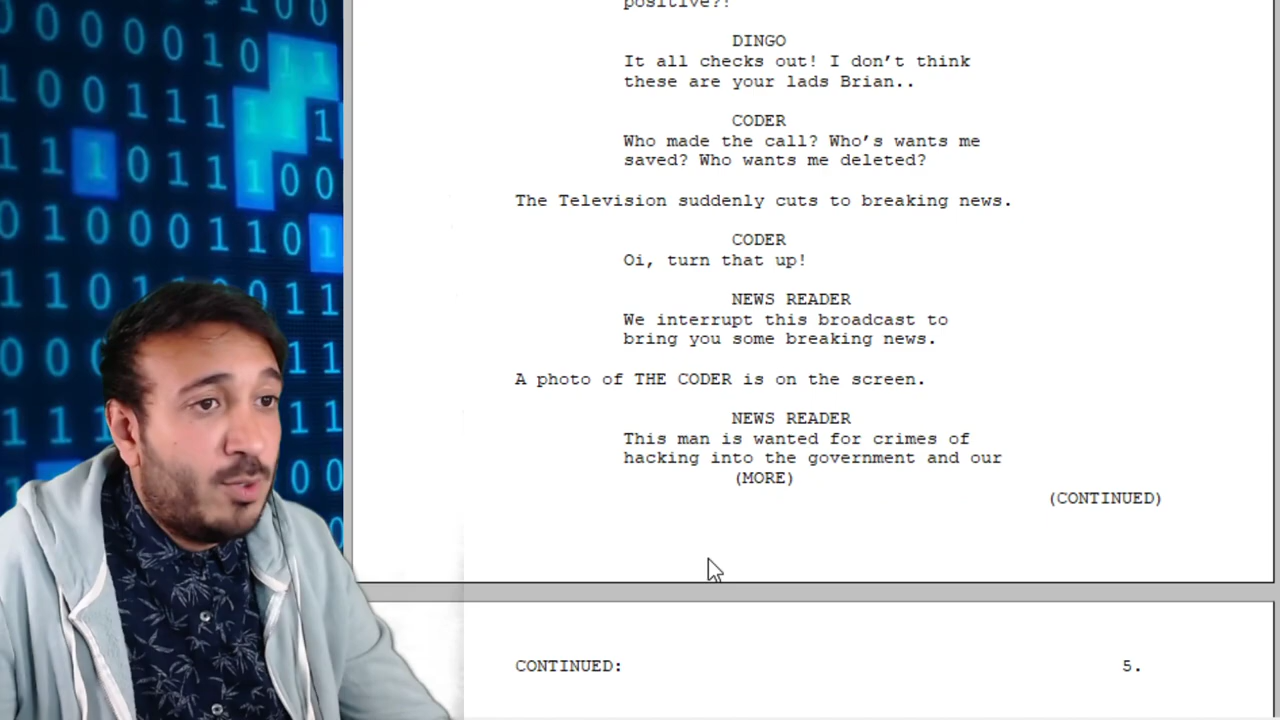 positive?!
DINGO
It all checks out! I don’t think
these are your lads Brian..
CODER
Who made the call? Who’s wants me
saved? Who wants me deleted?
The Television suddenly cuts to breaking news.
CODER
Oi, turn that up!
NEWS READER
We interrupt this broadcast to
bring you some breaking news.
A photo of THE CODER is on the screen.
NEWS READER
This man is wanted for crimes of
hacking into the government and our
(MORE)
(CONTINUED)
CONTINUED: 5.